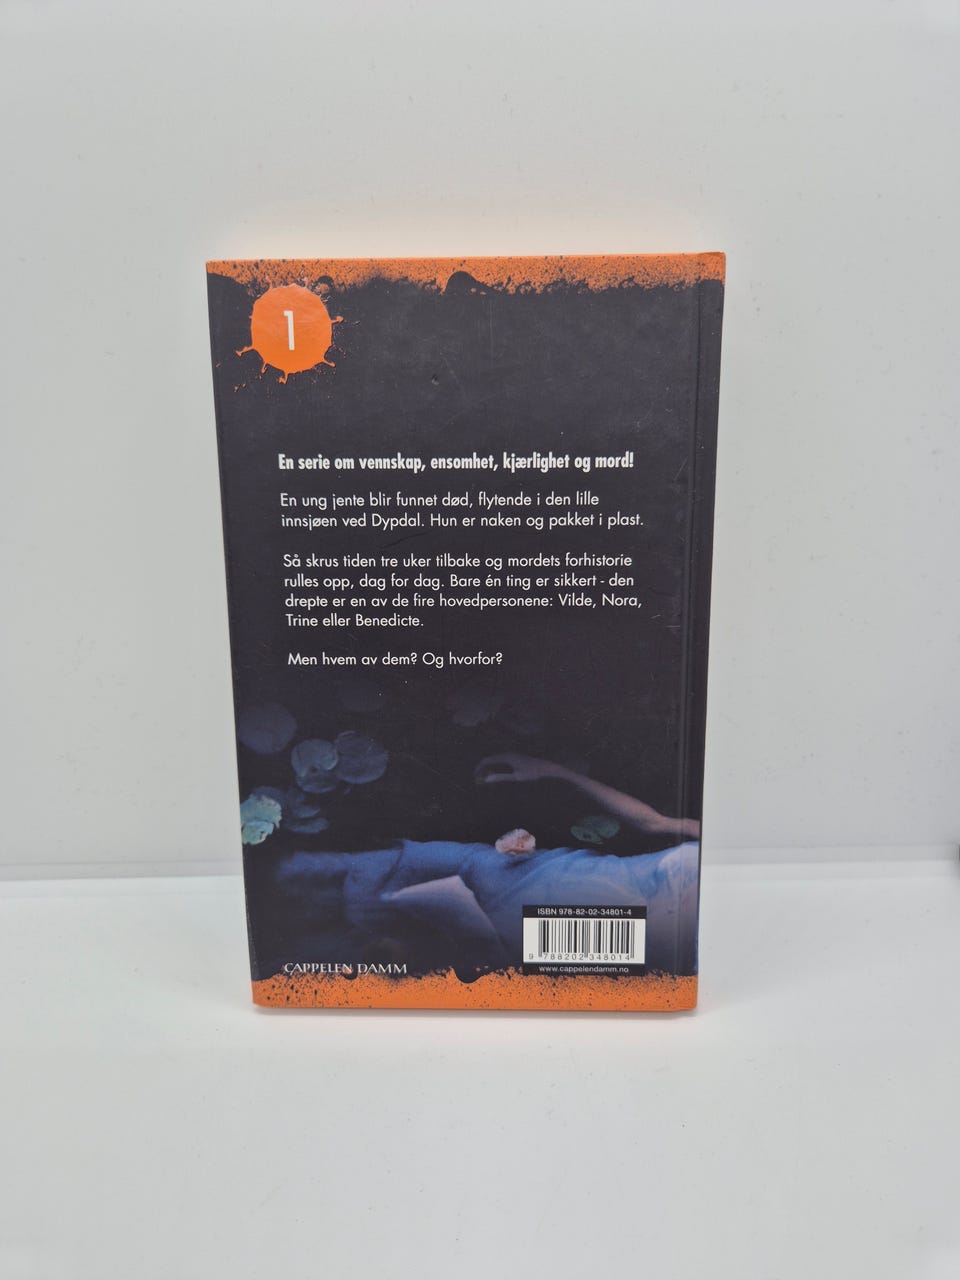 1
En serie om vennskap, ensomhet, kjærlighet og mord!
En ung jente blir funnet død, flytende i den lille
innsjøen ved Dypdal. Hun er naken og pakket i plast.
Så skrus tiden tre uker tilbake og mordets forhistorie
rulles opp, dag for dag. Bare én ting er sikkert - den
drepte er en av de fire hovedpersonene: Vilde, Nora,
Trine eller Benedicte.
Men hvem av dem? Og hvorfor?
ISBN 978-82-02-34801-4
9 788202 348014
CAPPELEN DAMM
www.cappelendamm.no